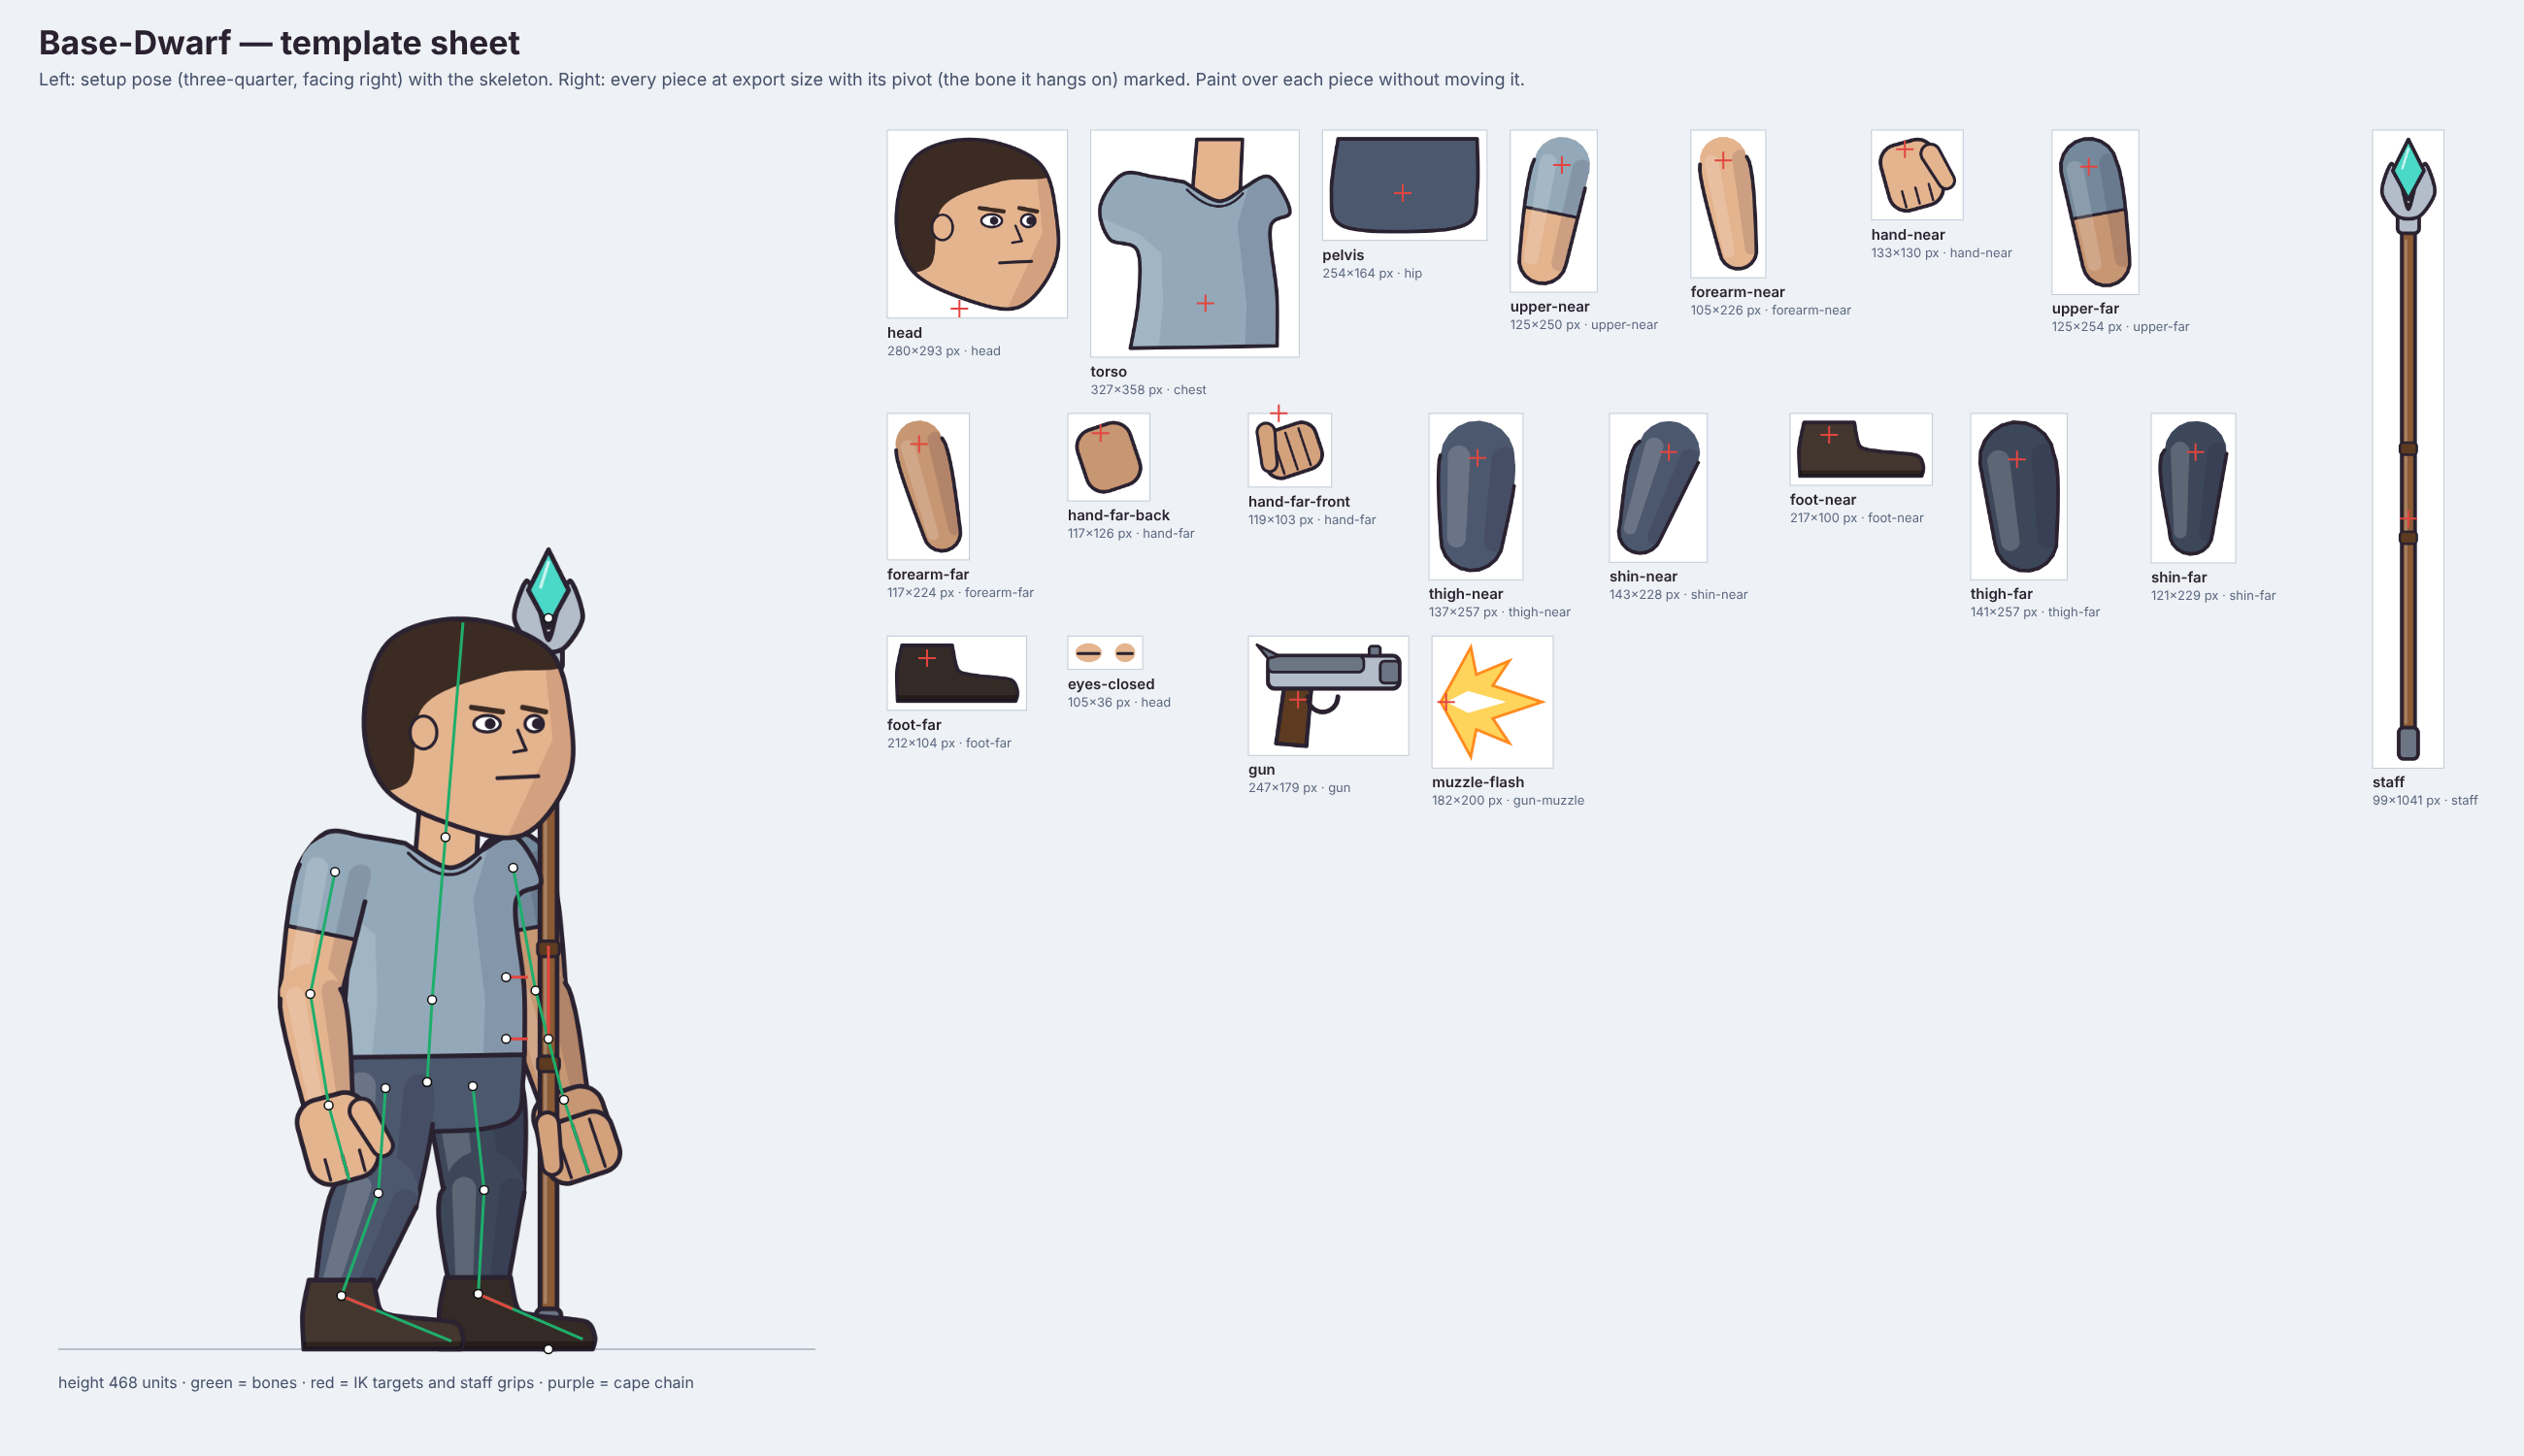 Base-Dwarf — template sheet
Left: setup pose (three-quarter, facing right) with the skeleton. Right: every piece at export size with its pivot (the bone it hangs on) marked. Paint over each piece without moving it.
head
280×293 px · head
torso
327×358 px · chest
pelvis
254×164 px · hip
upper-near
125×250 px · upper-near
forearm-near
105×226 px · forearm-near
hand-near
133×130 px · hand-near
upper-far
125×254 px · upper-far
forearm-far
117×224 px · forearm-far
hand-far-back
117×126 px · hand-far
hand-far-front
119×103 px · hand-far
thigh-near
137×257 px · thigh-near
shin-near
143×228 px · shin-near
foot-near
217×100 px · foot-near
thigh-far
141×257 px · thigh-far
shin-far
121×229 px · shin-far
foot-far
212×104 px · foot-far
eyes-closed
105×36 px · head
gun
247×179 px · gun
muzzle-flash
182×200 px · gun-muzzle
staff
99×1041 px · staff
height 468 units · green = bones · red = IK targets and staff grips · purple = cape chain